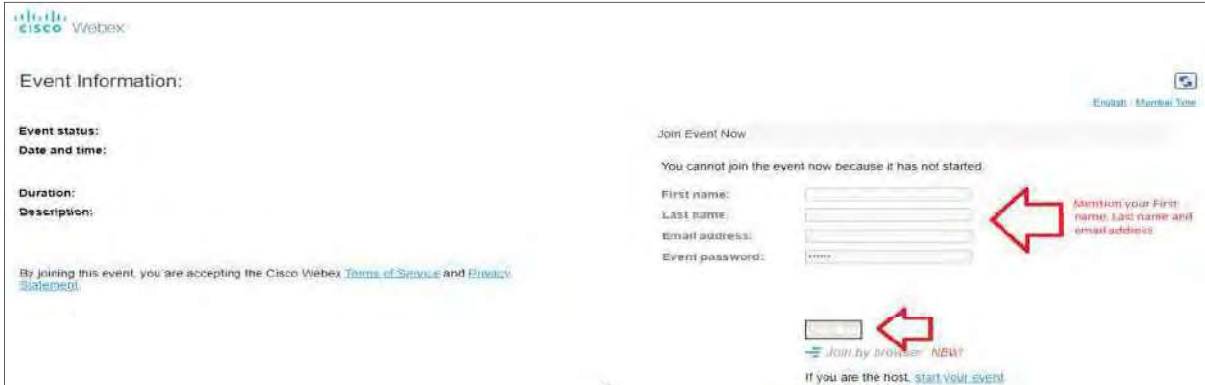 cisco Webex
Event Information:
English : Mumbai Time
Event status:
Date and time:
Duration:
Description:
By joining this event, you are accepting the Cisco Webex Terms of Service and Privacy
Statement.
Join Event Now
You cannot join the event now because it has not started.
First name:
Last name:
Email address:
Event password:
Mention your First
name, Last name and
email address
Join by browser NEW!
If you are the host, start your event